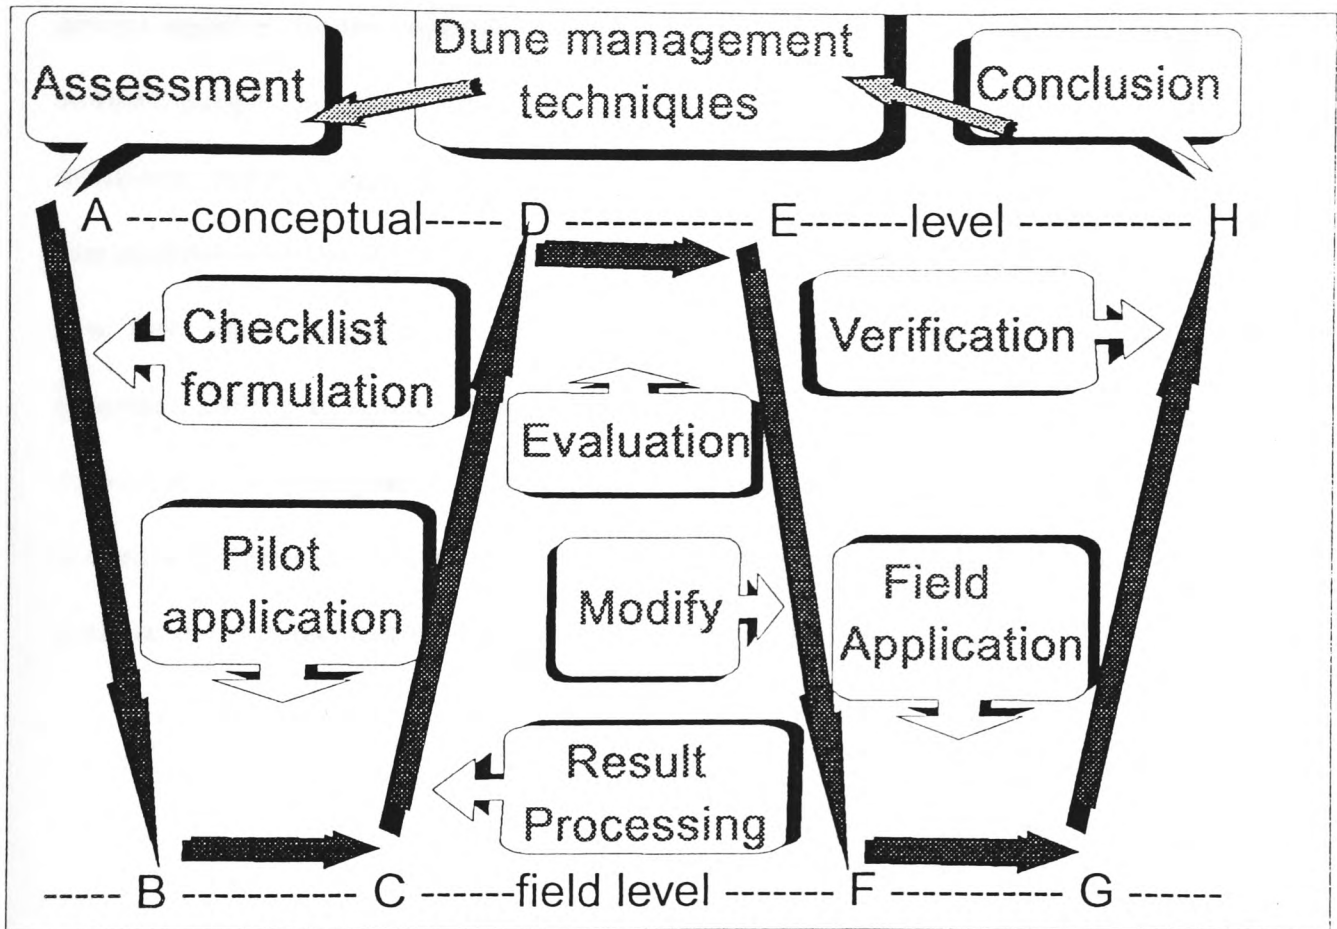 Assessment
Dune management
techniques
Conclusion
A ----conceptual----- D ------------ E-----level ---------- H
Checklist
formulation
Verification
Evaluation
Pilot
application
Modify
Field
Application
Result
Processing
----- B --------- C ----field level ------ F---------- G ------